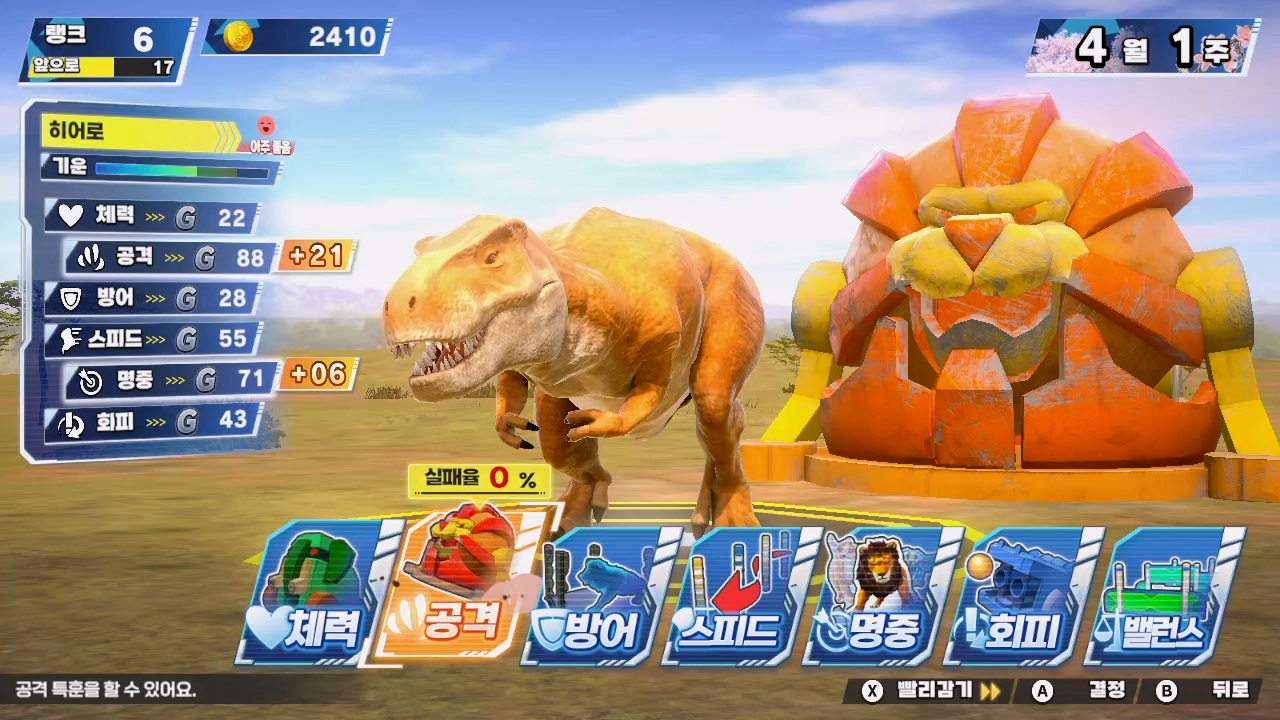 랭크 6
앞으로 17
2410
4월 1주
히어로
아주 좋음
기운
체력 >>> G 22
공격 >>> G 88 +21
방어 >>> G 28
스피드 >>> G 55
명중 >>> G 71 +06
회피 >>> G 43
실패율 0 %
체력
공격
방어
스피드
명중
회피
밸런스
공격 특훈을 할 수 있어요.
X 빨리감기 A 결정 B 뒤로